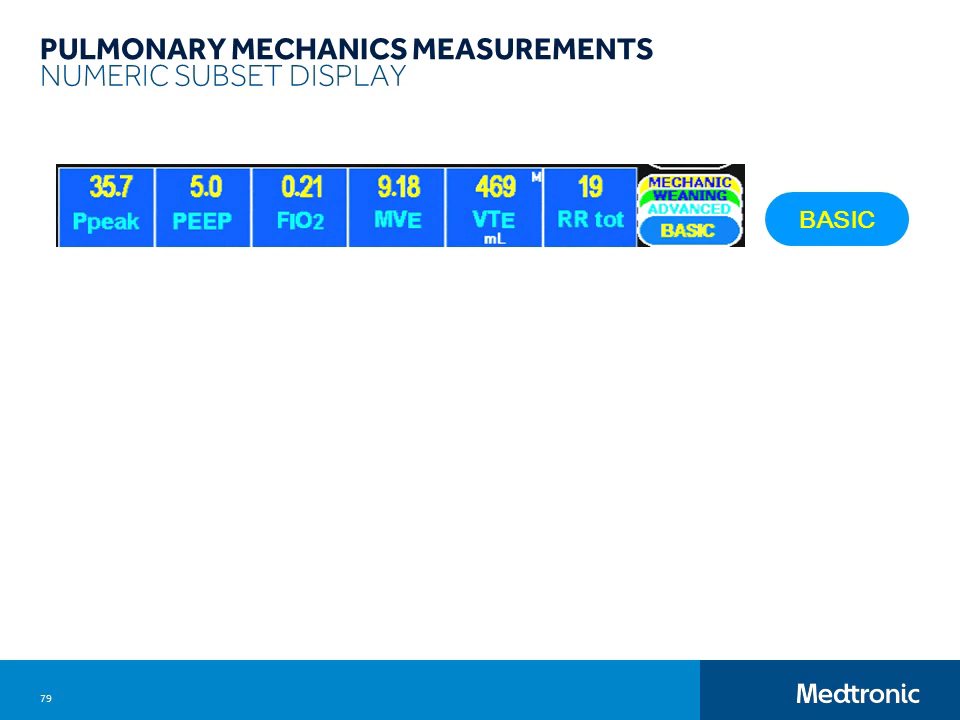 PULMONARY MECHANICS MEASUREMENTS
NUMERIC SUBSET DISPLAY
35.7 5.0 0.21 9.18 469 M 19
Ppeak PEEP FIO2 MVE VTE RR tot
mL
MECHANIC
WEANING
ADVANCED
BASIC
BASIC
79
Medtronic